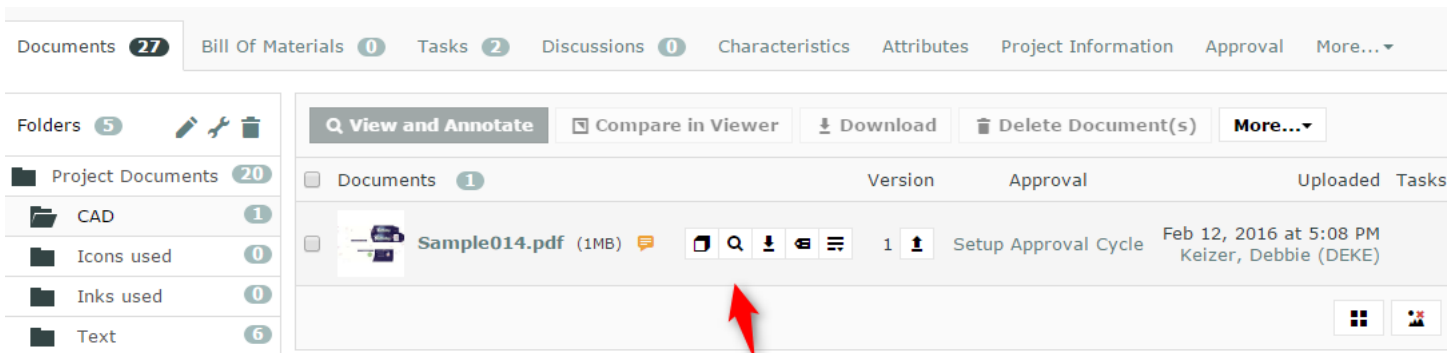 Documents 27 Bill Of Materials 0 Tasks 2 Discussions 0 Characteristics Attributes Project Information Approval More...
Folders 5
View and Annotate Compare in Viewer Download Delete Document(s) More...
Project Documents 20
CAD 1
Icons used 0
Inks used 0
Text 6
Documents 1 Version Approval Uploaded Tasks
Sample014.pdf (1MB) 1 Setup Approval Cycle Feb 12, 2016 at 5:08 PM
Keizer, Debbie (DEKE)